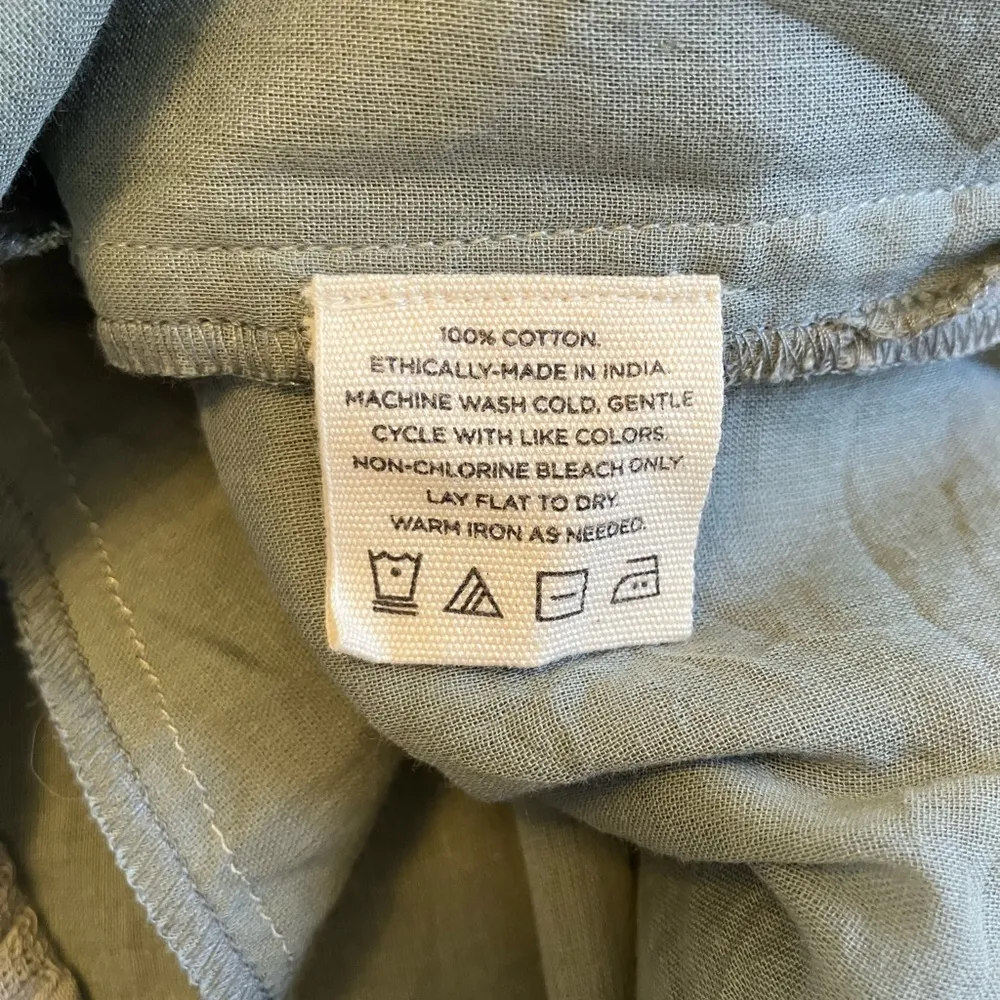 100% COTTON.
ETHICALLY-MADE IN INDIA
MACHINE WASH COLD, GENTLE
CYCLE WITH LIKE COLORS.
NON-CHLORINE BLEACH ONLY
LAY FLAT TO DRY.
WARM IRON AS NEEDED.